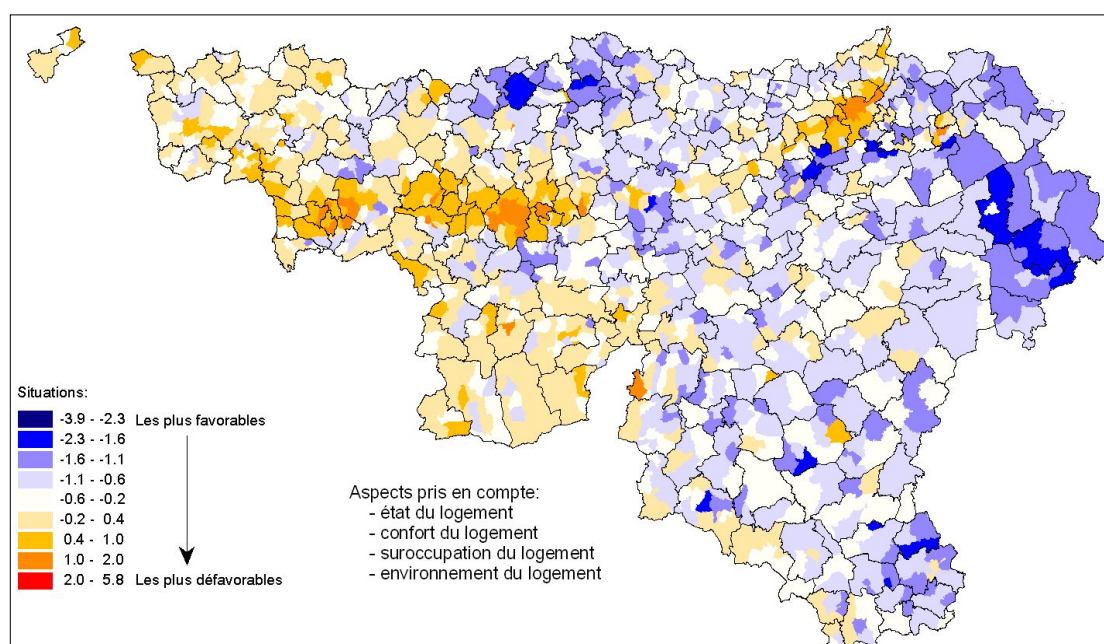 Situations:
-3.9 - -2.3 Les plus favorables
-2.3 - -1.6
-1.6 - -1.1
-1.1 - -0.6
-0.6 - -0.2
-0.2 - 0.4
0.4 - 1.0
1.0 - 2.0
2.0 - 5.8 Les plus défavorables
Aspects pris en compte:
- état du logement
- confort du logement
- suroccupation du logement
- environnement du logement